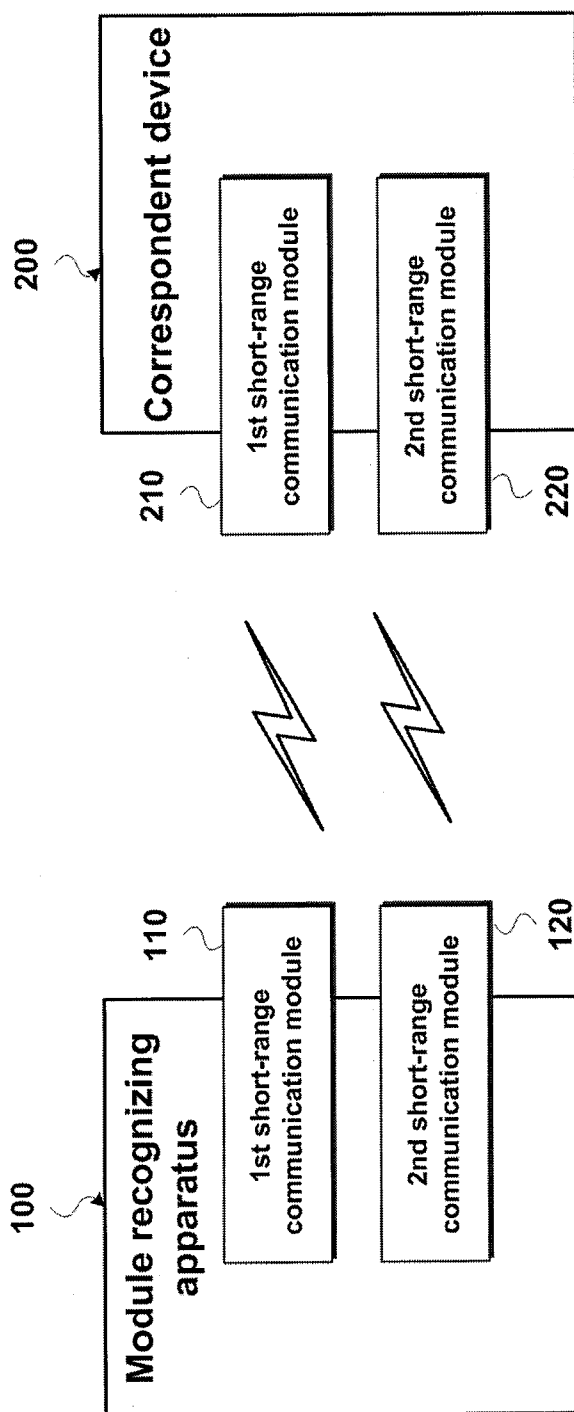 100
Module recognizing
apparatus
110
1st short-range
communication module
2nd short-range
communication module
120
200
Correspondent device
210
1st short-range
communication module
2nd short-range
communication module
220